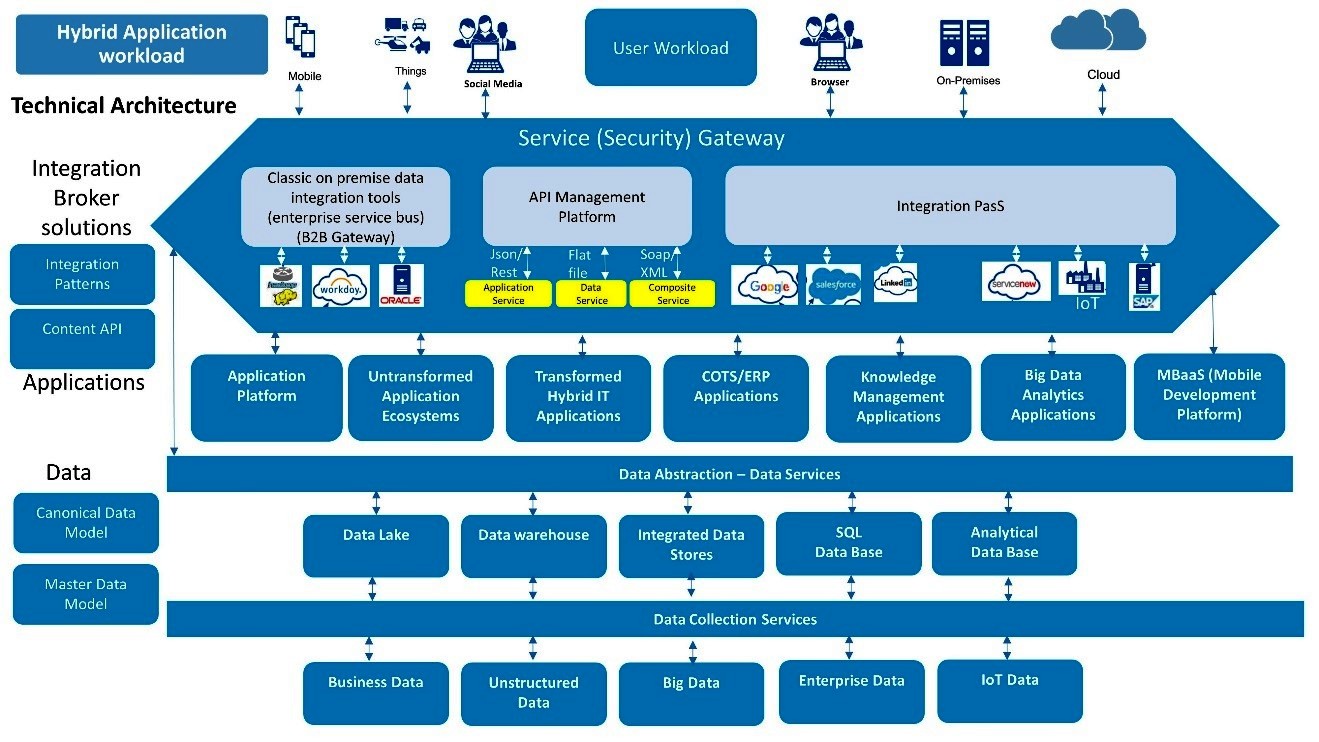 Hybrid Application
workload
Mobile
Things
Social Media
User Workload
Browser
On-Premises
Cloud
Technical Architecture
Service (Security) Gateway
Integration
Broker
solutions
Integration
Patterns
Content API
Classic on premise data
integration tools
(enterprise service bus)
(B2B Gateway)
API Management
Platform
Integration PasS
Json/
Rest
Flat
file
Soap/
XML
workday.
ORACLE
Application
Service
Data
Service
Composite
Service
Google
salesforce
Linked in
servicenow
IoT
SAP
Applications
Application
Platform
Untransformed
Application
Ecosystems
Transformed
Hybrid IT
Applications
COTS/ERP
Applications
Knowledge
Management
Applications
Big Data
Analytics
Applications
MBaaS (Mobile
Development
Platform)
Data
Data Abstraction – Data Services
Canonical Data
Model
Master Data
Model
Data Lake
Data warehouse
Integrated Data
Stores
SQL
Data Base
Analytical
Data Base
Data Collection Services
Business Data
Unstructured
Data
Big Data
Enterprise Data
IoT Data